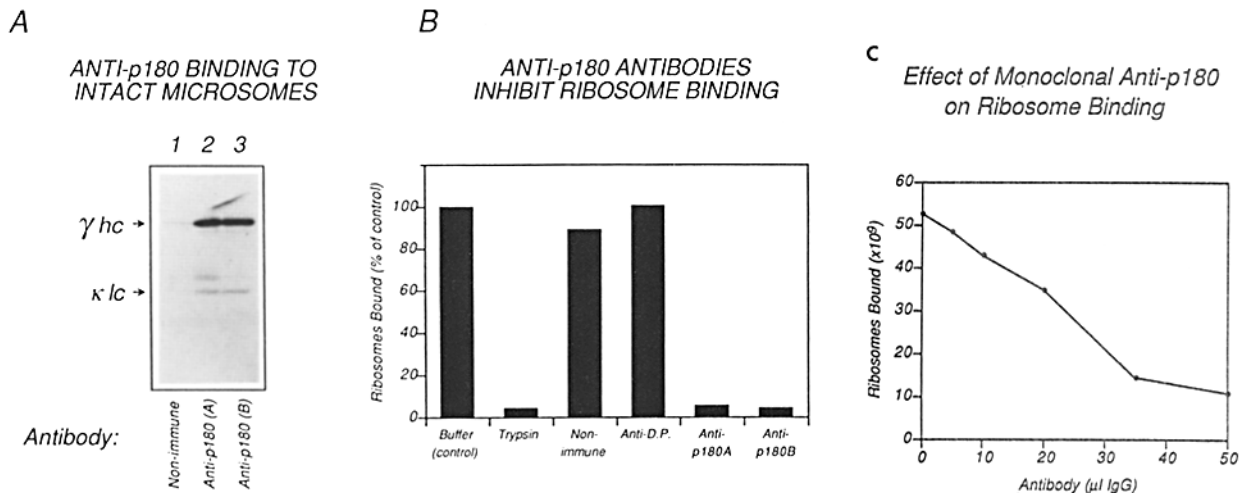 A
ANTI-p180 BINDING TO
INTACT MICROSOMES
1 2 3
γ hc
κ lc
Antibody:
Non-immune
Anti-p180 (A)
Anti-p180 (B)
B
ANTI-p180 ANTIBODIES
INHIBIT RIBOSOME BINDING
Ribosomes Bound (% of control)
100
80
60
40
20
0
Buffer
(control)
Trypsin
Non-
immune
Anti-D.P.
Anti-
p180A
Anti-
p180B
C
Effect of Monoclonal Anti-p180
on Ribosome Binding
Ribosomes Bound (x10⁹)
60
50
40
30
20
10
0
0 10 20 30 40 50
Antibody (µl IgG)